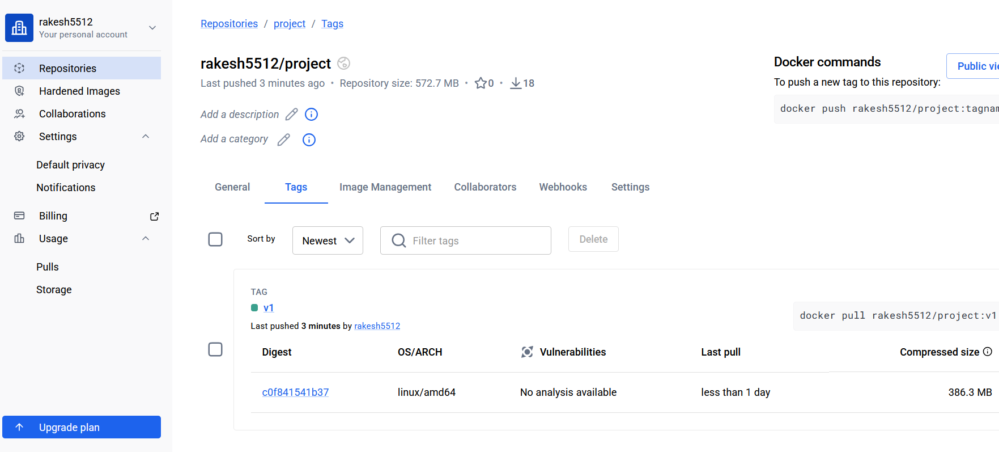 rakesh5512
Your personal account
Repositories
Hardened Images
Collaborations
Settings
Default privacy
Notifications
Billing
Usage
Pulls
Storage
Upgrade plan
Repositories / project / Tags
rakesh5512/project
Last pushed 3 minutes ago • Repository size: 572.7 MB • 0 • 18
Add a description
Add a category
Docker commands
Public vie
To push a new tag to this repository:
docker push rakesh5512/project:tagnam
General Tags Image Management Collaborators Webhooks Settings
Sort by Newest Filter tags Delete
TAG
v1
docker pull rakesh5512/project:v1
Last pushed 3 minutes by rakesh5512
Digest OS/ARCH Vulnerabilities Last pull Compressed size
c0f841541b37 linux/amd64 No analysis available less than 1 day 386.3 MB